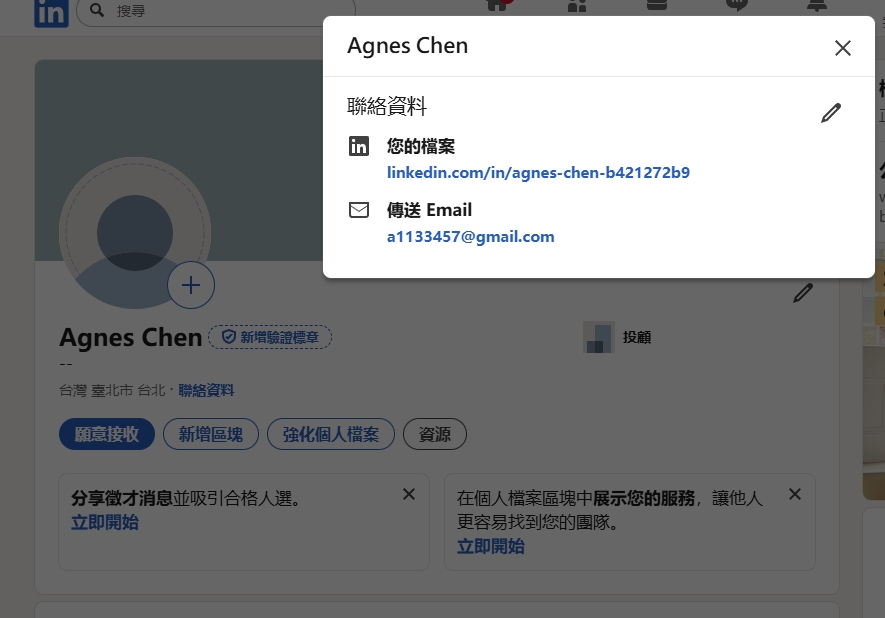 in
搜尋
Agnes Chen
聯絡資料
您的檔案
linkedin.com/in/agnes-chen-b421272b9
傳送 Email
a1133457@gmail.com
Agnes Chen
新增驗證標章
投顧
--
台灣 臺北市 台北 · 聯絡資料
願意接收
新增區塊
強化個人檔案
資源
分享徵才消息並吸引合格人選。
立即開始
在個人檔案區塊中展示您的服務，讓他人
更容易找到您的團隊。
立即開始